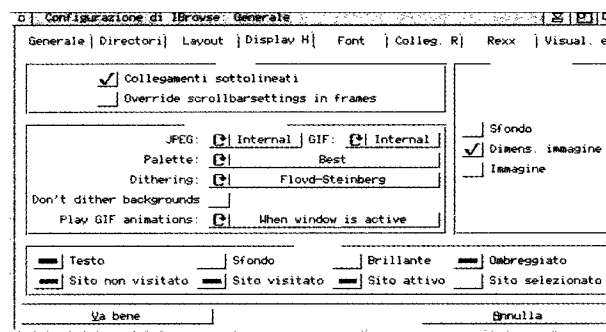 Configurazione di IBrowse: Generale
Generale Directori Layout Display H Font Colleg. R Rexx Visual. e
Collegamenti sottolineati
Override scrollbarsettings in frames
JPEG: Internal GIF: Internal
Palette: Best
Dithering: Floyd-Steinberg
Don't dither backgrounds
Play GIF animations: When window is active
Sfondo
Dimens. immagine
Immagine
Testo Sfondo Brillante Ombreggiato
Sito non visitato Sito visitato Sito attivo Sito selezionato
Va bene Annulla